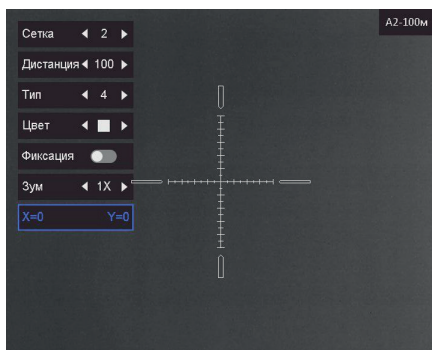 A2-100м
Сетка 2
Дистанция 100
Тип 4
Цвет
Фиксация
Зум 1X
X=0 Y=0